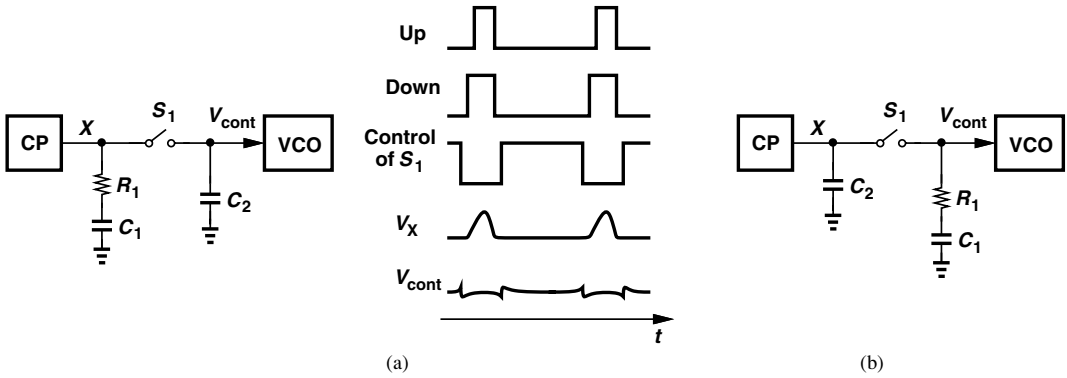 CP
X
S1
Vcont
VCO
R1
C1
C2
Up
Down
Control
of S1
VX
Vcont
t
(a)
CP
X
S1
Vcont
VCO
C2
R1
C1
(b)